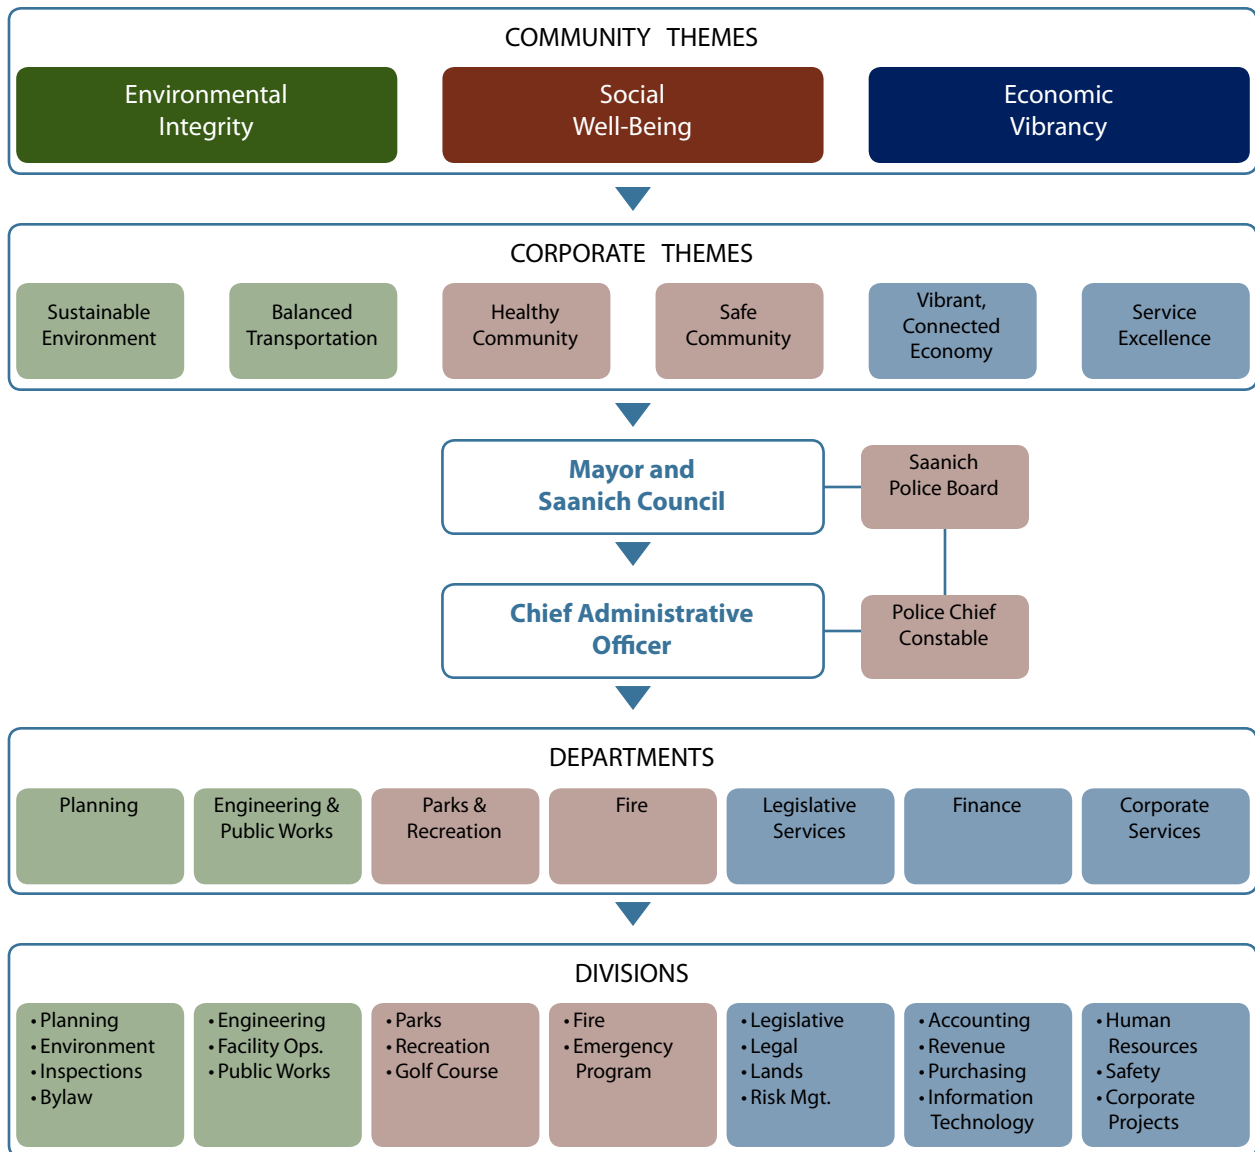 COMMUNITY THEMES
Environmental
Integrity
Social
Well-Being
Economic
Vibrancy
CORPORATE THEMES
Sustainable
Environment
Balanced
Transportation
Healthy
Community
Safe
Community
Vibrant,
Connected
Economy
Service
Excellence
Mayor and
Saanich Council
Saanich
Police Board
Chief Administrative
Officer
Police Chief
Constable
DEPARTMENTS
Planning
Engineering &
Public Works
Parks &
Recreation
Fire
Legislative
Services
Finance
Corporate
Services
DIVISIONS
• Planning
• Environment
• Inspections
• Bylaw
• Engineering
• Facility Ops.
• Public Works
• Parks
• Recreation
• Golf Course
• Fire
• Emergency
Program
• Legislative
• Legal
• Lands
• Risk Mgt.
• Accounting
• Revenue
• Purchasing
• Information
Technology
• Human
Resources
• Safety
• Corporate
Projects